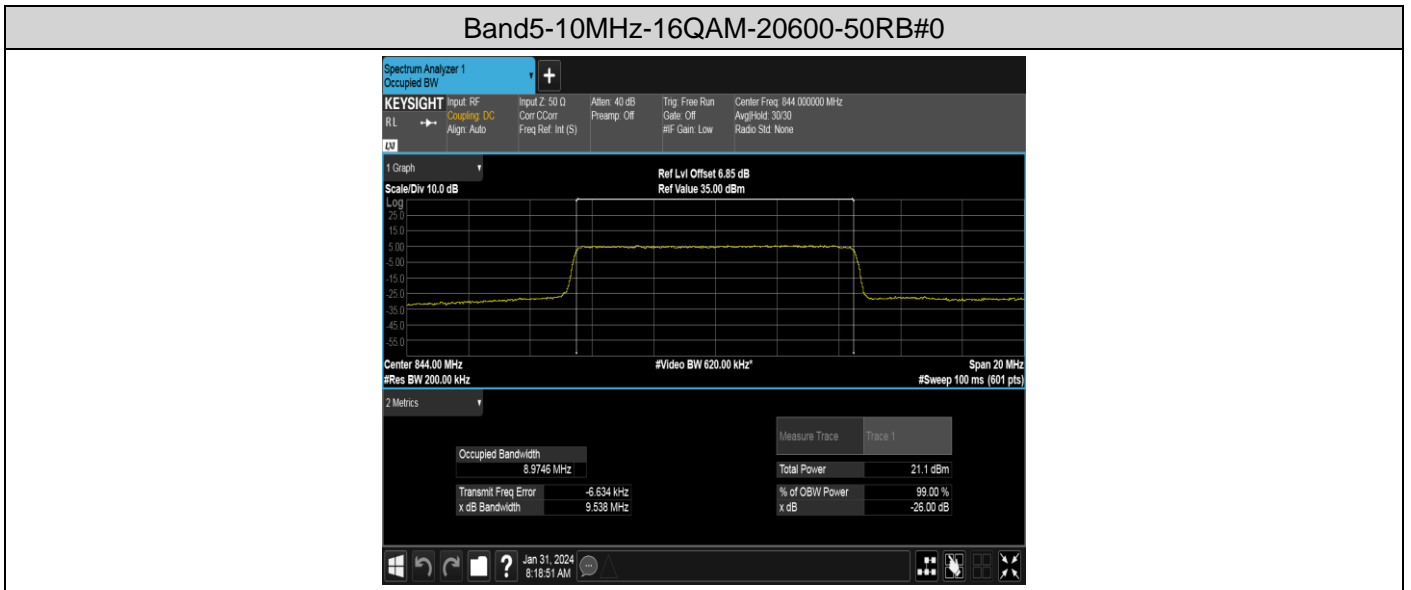 Band5-10MHz-16QAM-20600-50RB#0
Spectrum Analyzer 1
Occupied BW
KEYSIGHT Input: RF Input Z: 50 Ω Atten: 40 dB Trig: Free Run Center Freq: 844.000000 MHz
RL Coupling: DC Corr CCorr Preamp: Off Gate: Off Avg|Hold: 30/30
Align: Auto Freq Ref: Int (S) #IF Gain: Low Radio Std: None
1 Graph
Ref Lvl Offset 6.85 dB
Scale/Div 10.0 dB Ref Value 35.00 dBm
Log
25.0
15.0
5.00
-5.00
-15.0
-25.0
-35.0
-45.0
-55.0
Center 844.00 MHz #Video BW 620.00 kHz* Span 20 MHz
#Res BW 200.00 kHz #Sweep 100 ms (601 pts)
2 Metrics
Measure Trace Trace 1
Occupied Bandwidth
8.9746 MHz Total Power 21.1 dBm
Transmit Freq Error -6.634 kHz % of OBW Power 99.00 %
x dB Bandwidth 9.538 MHz x dB -26.00 dB
Jan 31, 2024
8:18:51 AM